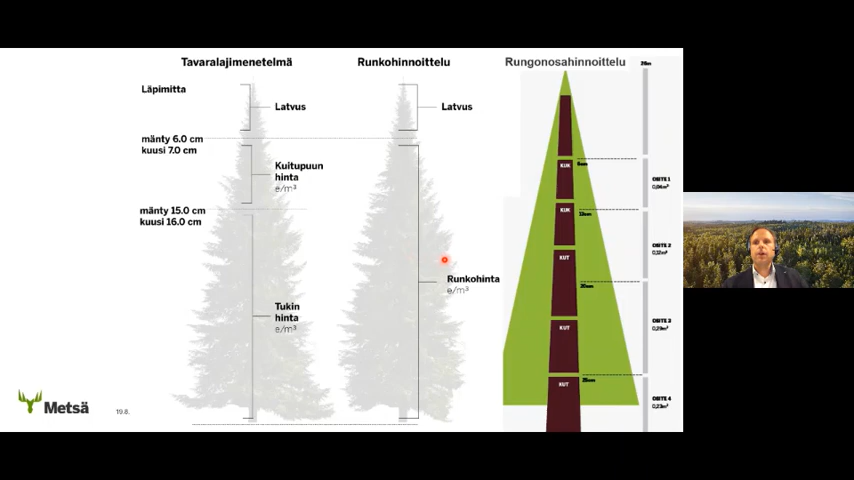 Tavaralajimenetelmä
Runkohinnoittelu
Rungonosahinnoittelu
Läpimitta
Latvus
mänty 6.0 cm
kuusi 7.0 cm
Kuitupuun
hinta
e/m³
mänty 15.0 cm
kuusi 16.0 cm
Tukin
hinta
e/m³
Latvus
Runkohinta
e/m³
KUK
KUK
KUT
KUT
KUT
OSITE 1
OSITE 2
OSITE 3
OSITE 4
Metsä
19.8.